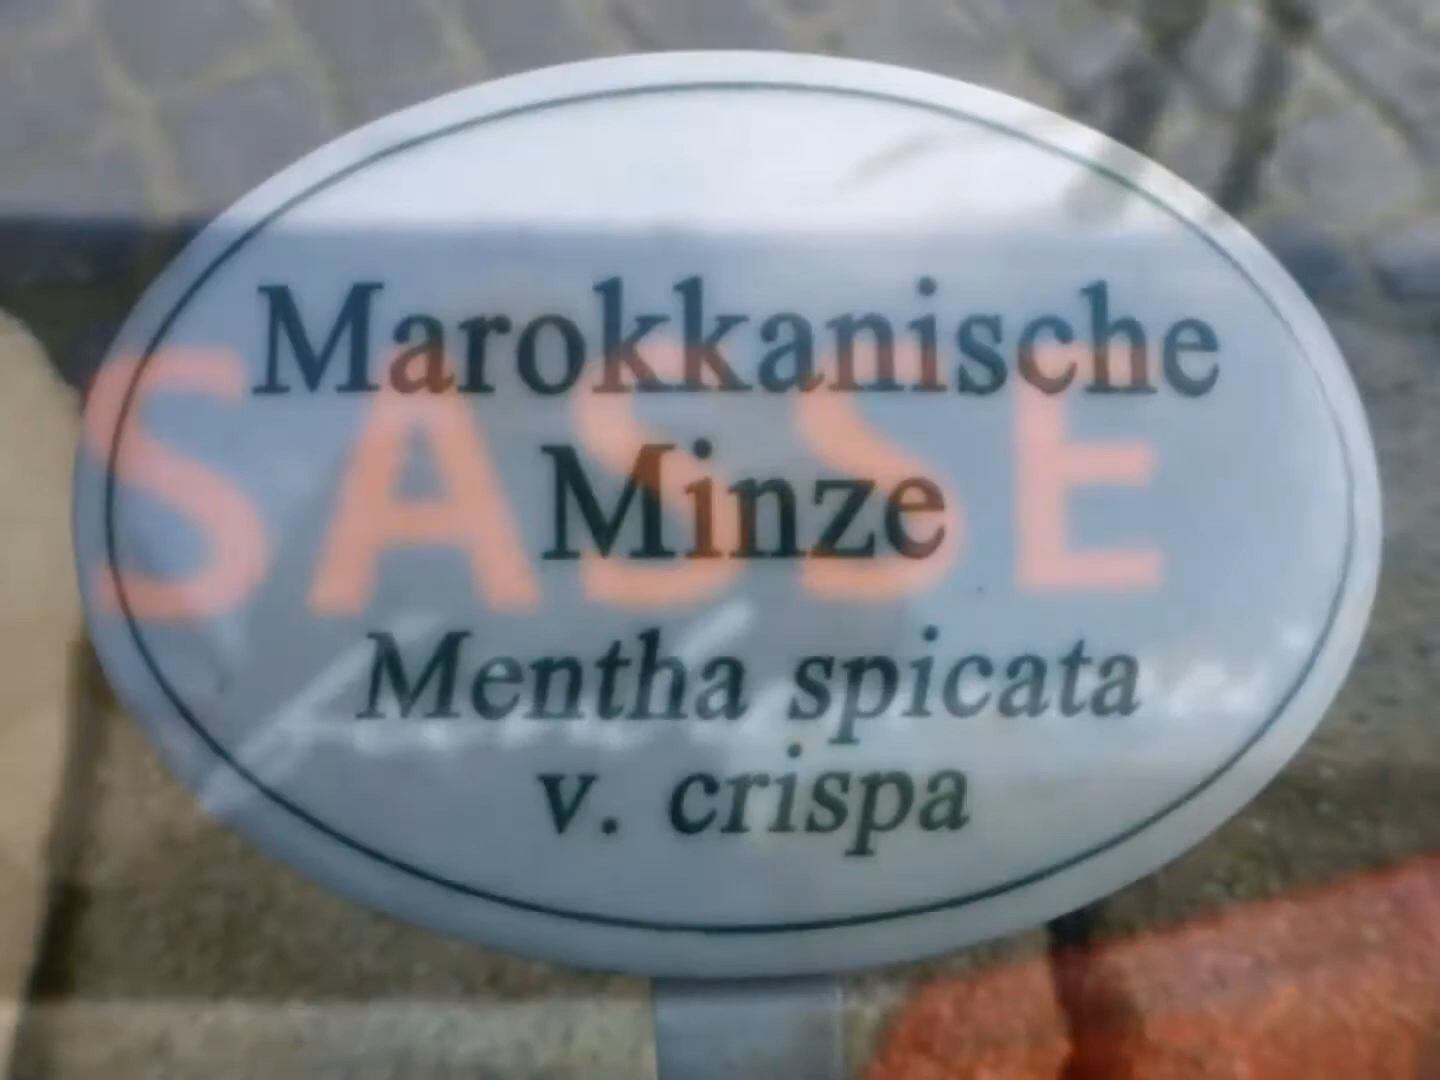 Marokkanische
SASSE
Minze
Mentha spicata
v. crispa